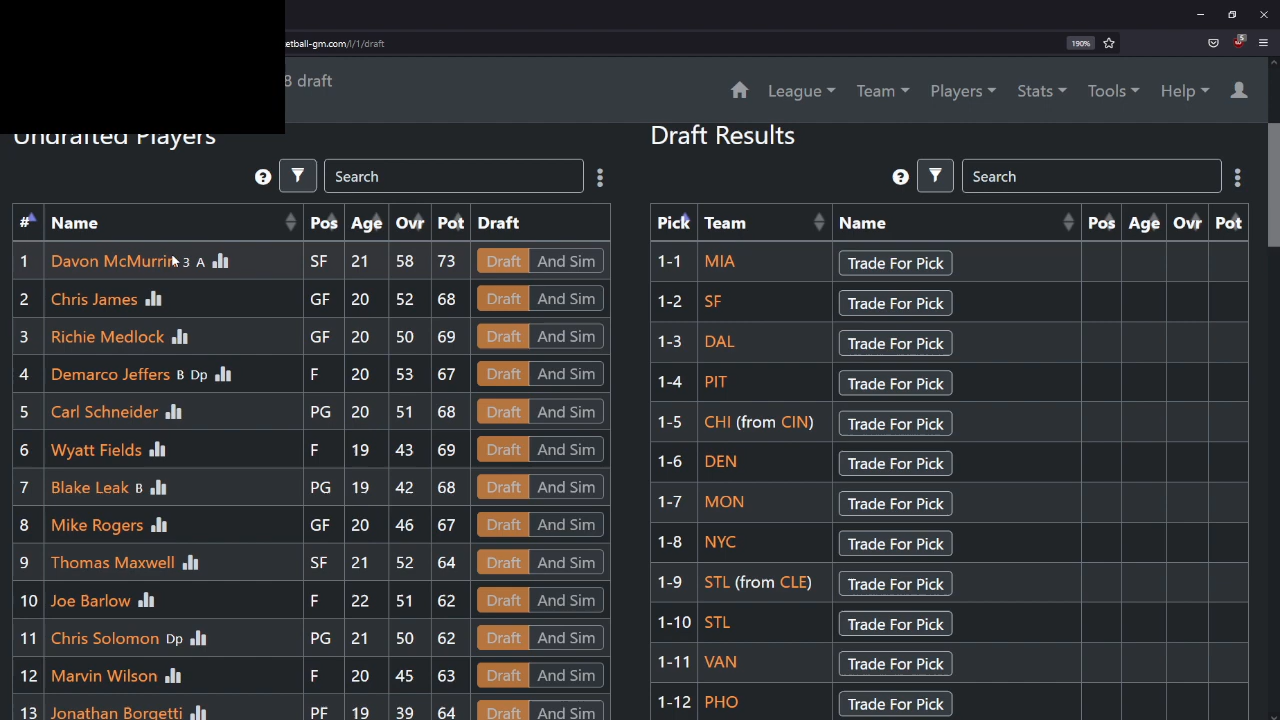 etball-gm.com/l/1/draft
190%
5
8 draft
League Team Players Stats Tools Help
Undrafted Players
? Search
# Name Pos Age Ovr Pot Draft
1 Davon McMurrin 3 A SF 21 58 73 Draft And Sim
2 Chris James GF 20 52 68 Draft And Sim
3 Richie Medlock GF 20 50 69 Draft And Sim
4 Demarco Jeffers B Dp F 20 53 67 Draft And Sim
5 Carl Schneider PG 20 51 68 Draft And Sim
6 Wyatt Fields F 19 43 69 Draft And Sim
7 Blake Leak B PG 19 42 68 Draft And Sim
8 Mike Rogers GF 20 46 67 Draft And Sim
9 Thomas Maxwell SF 21 52 64 Draft And Sim
10 Joe Barlow F 22 51 62 Draft And Sim
11 Chris Solomon Dp PG 21 50 62 Draft And Sim
12 Marvin Wilson F 20 45 63 Draft And Sim
13 Jonathan Borgetti PF 19 39 64 Draft And Sim
Draft Results
? Search
Pick Team Name Pos Age Ovr Pot
1-1 MIA Trade For Pick
1-2 SF Trade For Pick
1-3 DAL Trade For Pick
1-4 PIT Trade For Pick
1-5 CHI (from CIN) Trade For Pick
1-6 DEN Trade For Pick
1-7 MON Trade For Pick
1-8 NYC Trade For Pick
1-9 STL (from CLE) Trade For Pick
1-10 STL Trade For Pick
1-11 VAN Trade For Pick
1-12 PHO Trade For Pick